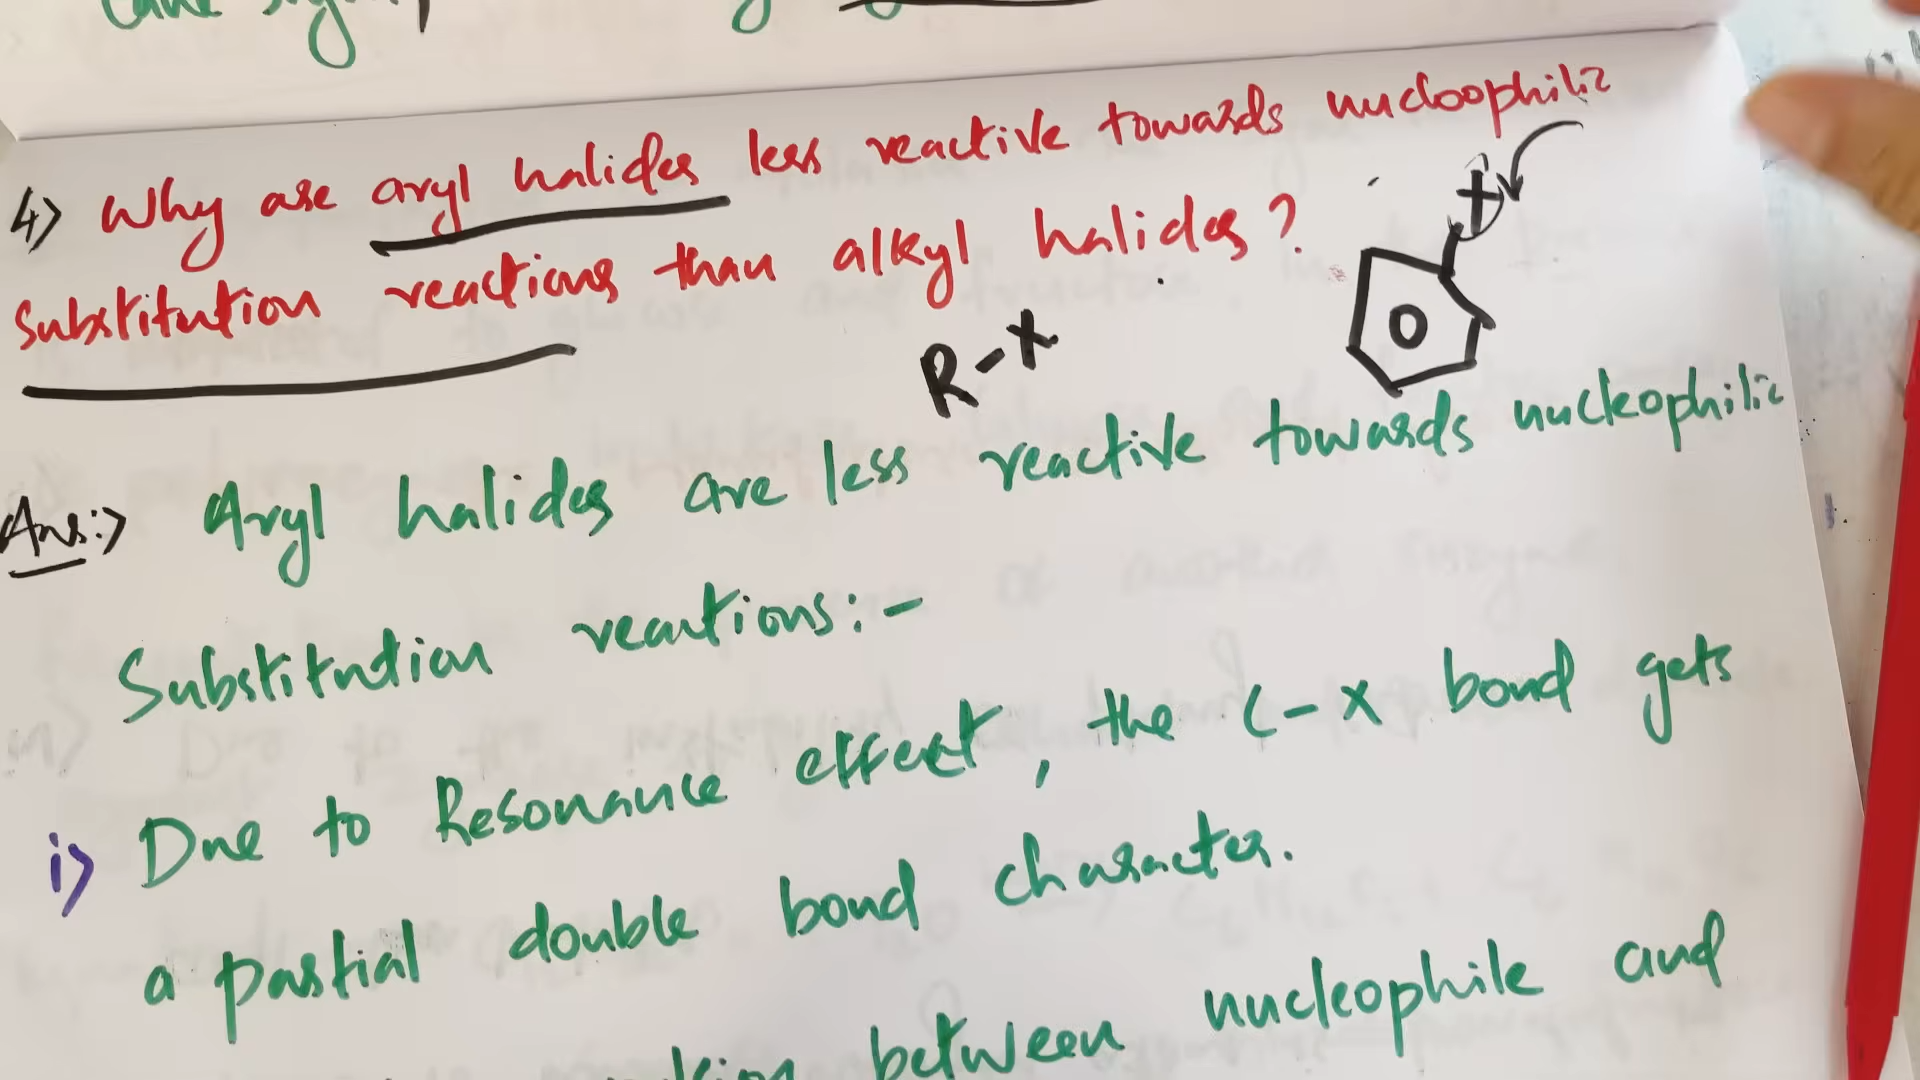 4) Why are aryl halides less reactive towards nucleophilic
substitution reactions than alkyl halides?
X
R-X
Ans:) Aryl halides are less reactive towards nucleophilic
Substitution reactions:-
i) Due to Resonance effect, the C-X bond gets
a partial double bond character.
between nucleophile and